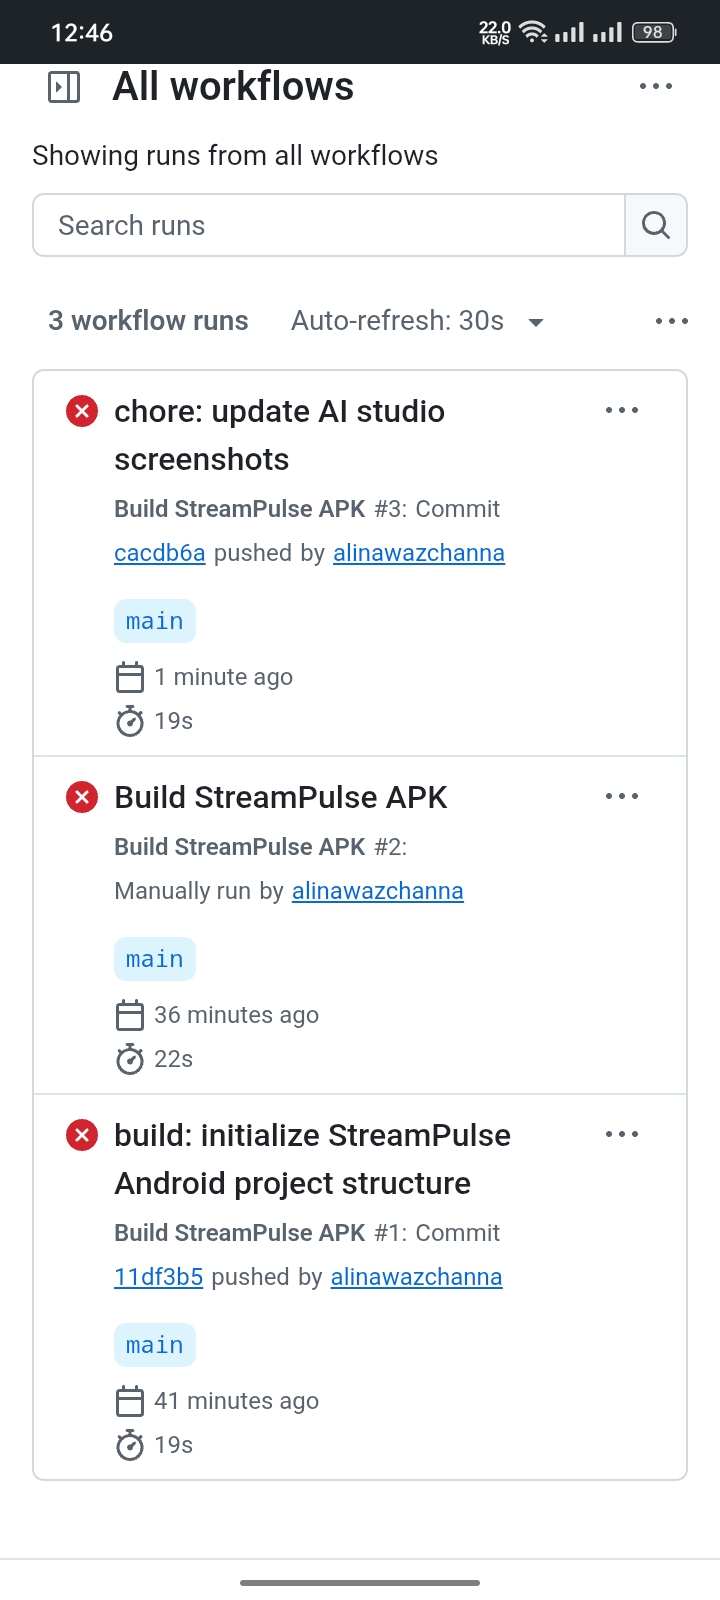 12:46
22.0
KB/S
98
All workflows
Showing runs from all workflows
Search runs
3 workflow runs
Auto-refresh: 30s
chore: update AI studio
screenshots
Build StreamPulse APK #3: Commit
cacdb6a pushed by alinawazchanna
main
1 minute ago
19s
Build StreamPulse APK
Build StreamPulse APK #2:
Manually run by alinawazchanna
main
36 minutes ago
22s
build: initialize StreamPulse
Android project structure
Build StreamPulse APK #1: Commit
11df3b5 pushed by alinawazchanna
main
41 minutes ago
19s